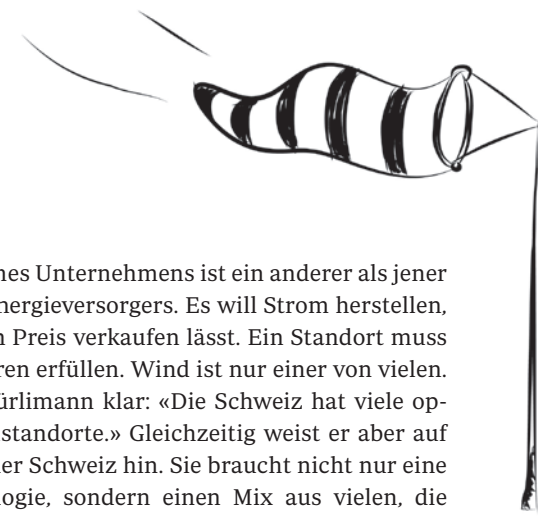 nes Unternehmens ist ein anderer als jener
nergieversorgers. Es will Strom herstellen,
n Preis verkaufen lässt. Ein Standort muss
ren erfüllen. Wind ist nur einer von vielen.
ürlimann klar: «Die Schweiz hat viele op-
standorte.» Gleichzeitig weist er aber auf
er Schweiz hin. Sie braucht nicht nur eine
logie, sondern einen Mix aus vielen, die